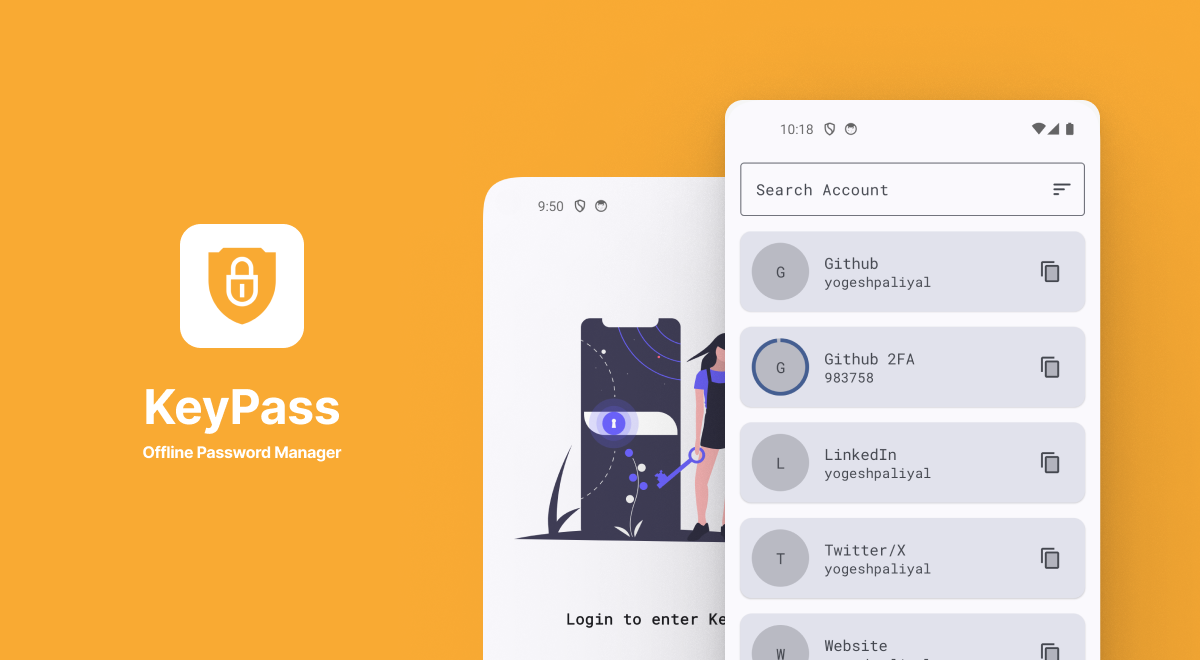 KeyPass
Offline Password Manager
9:50
Login to enter Ke
10:18
Search Account
G
Github
yogeshpaliyal
G
Github 2FA
983758
L
LinkedIn
yogeshpaliyal
T
Twitter/X
yogeshpaliyal
W
Website